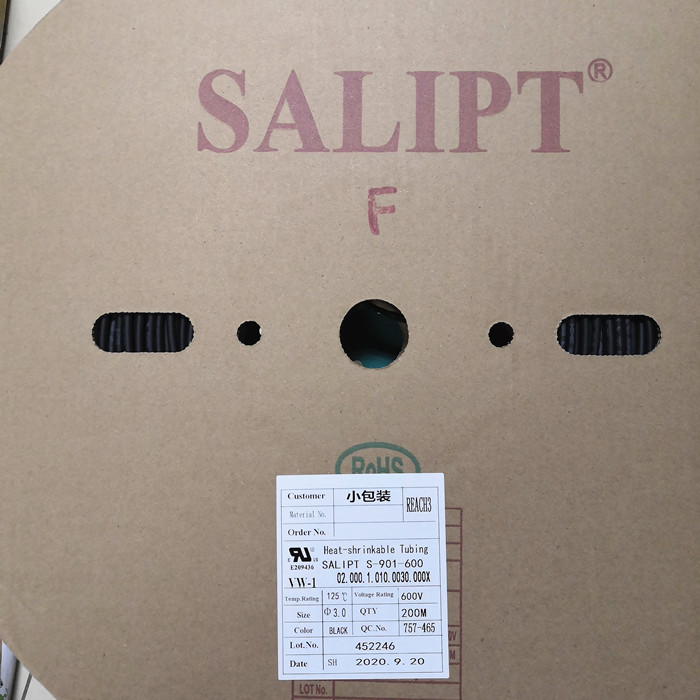 SALIPT®
F
RoHS
Customer 小包装 REACH3
Material No.
Order No.
RU Heat-shrinkable Tubing
E209436 SALIPT S-901-600
VW-1 02.000.1.010.0030.000X
Temp.Rating 125℃ Voltage Rating 600V
Size Φ3.0 QTY 200M
Color BLACK QC.No. 757-465
Lot.No. 452246
Date SH 2020.9.20
LOT No.